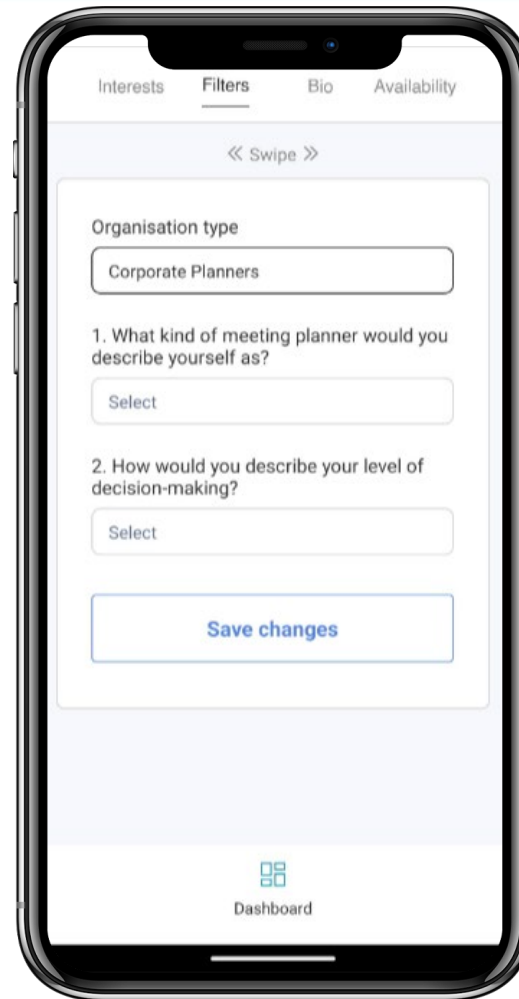 Interests Filters Bio Availability
« Swipe »
Organisation type
Corporate Planners
1. What kind of meeting planner would you
describe yourself as?
Select
2. How would you describe your level of
decision-making?
Select
Save changes
Dashboard